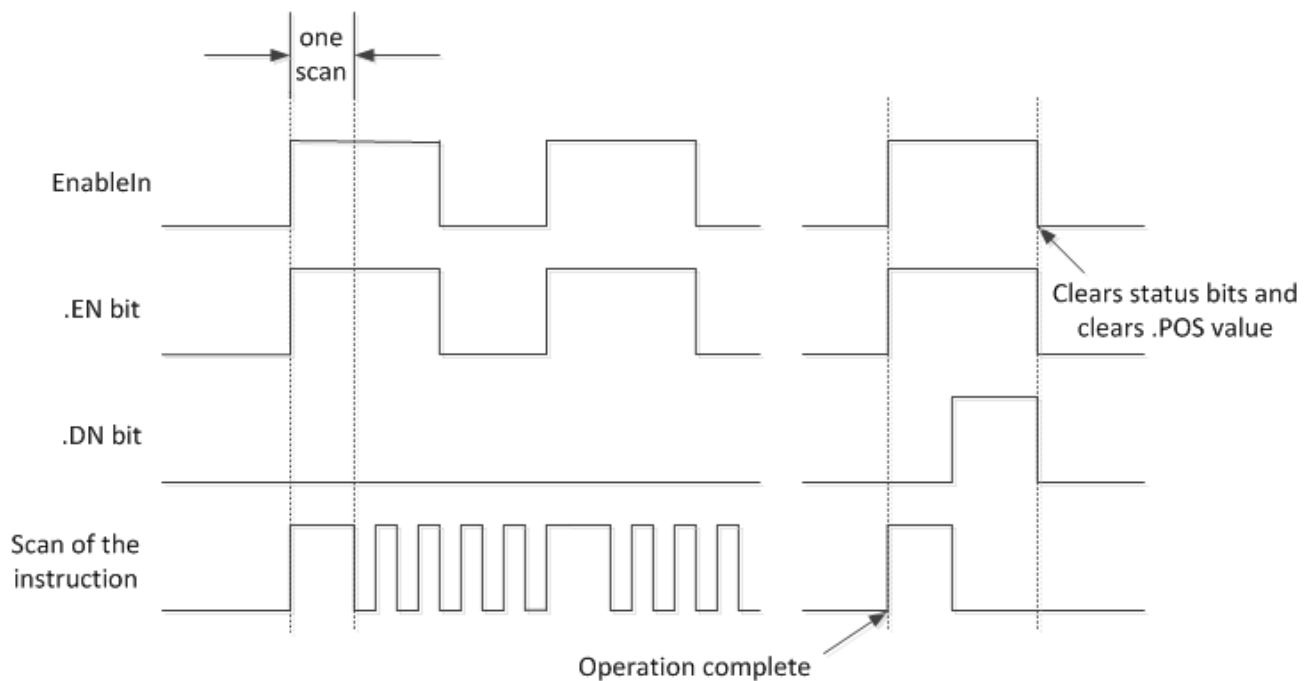 one
scan
EnableIn
.EN bit
Clears status bits and
clears .POS value
.DN bit
Scan of the
instruction
Operation complete